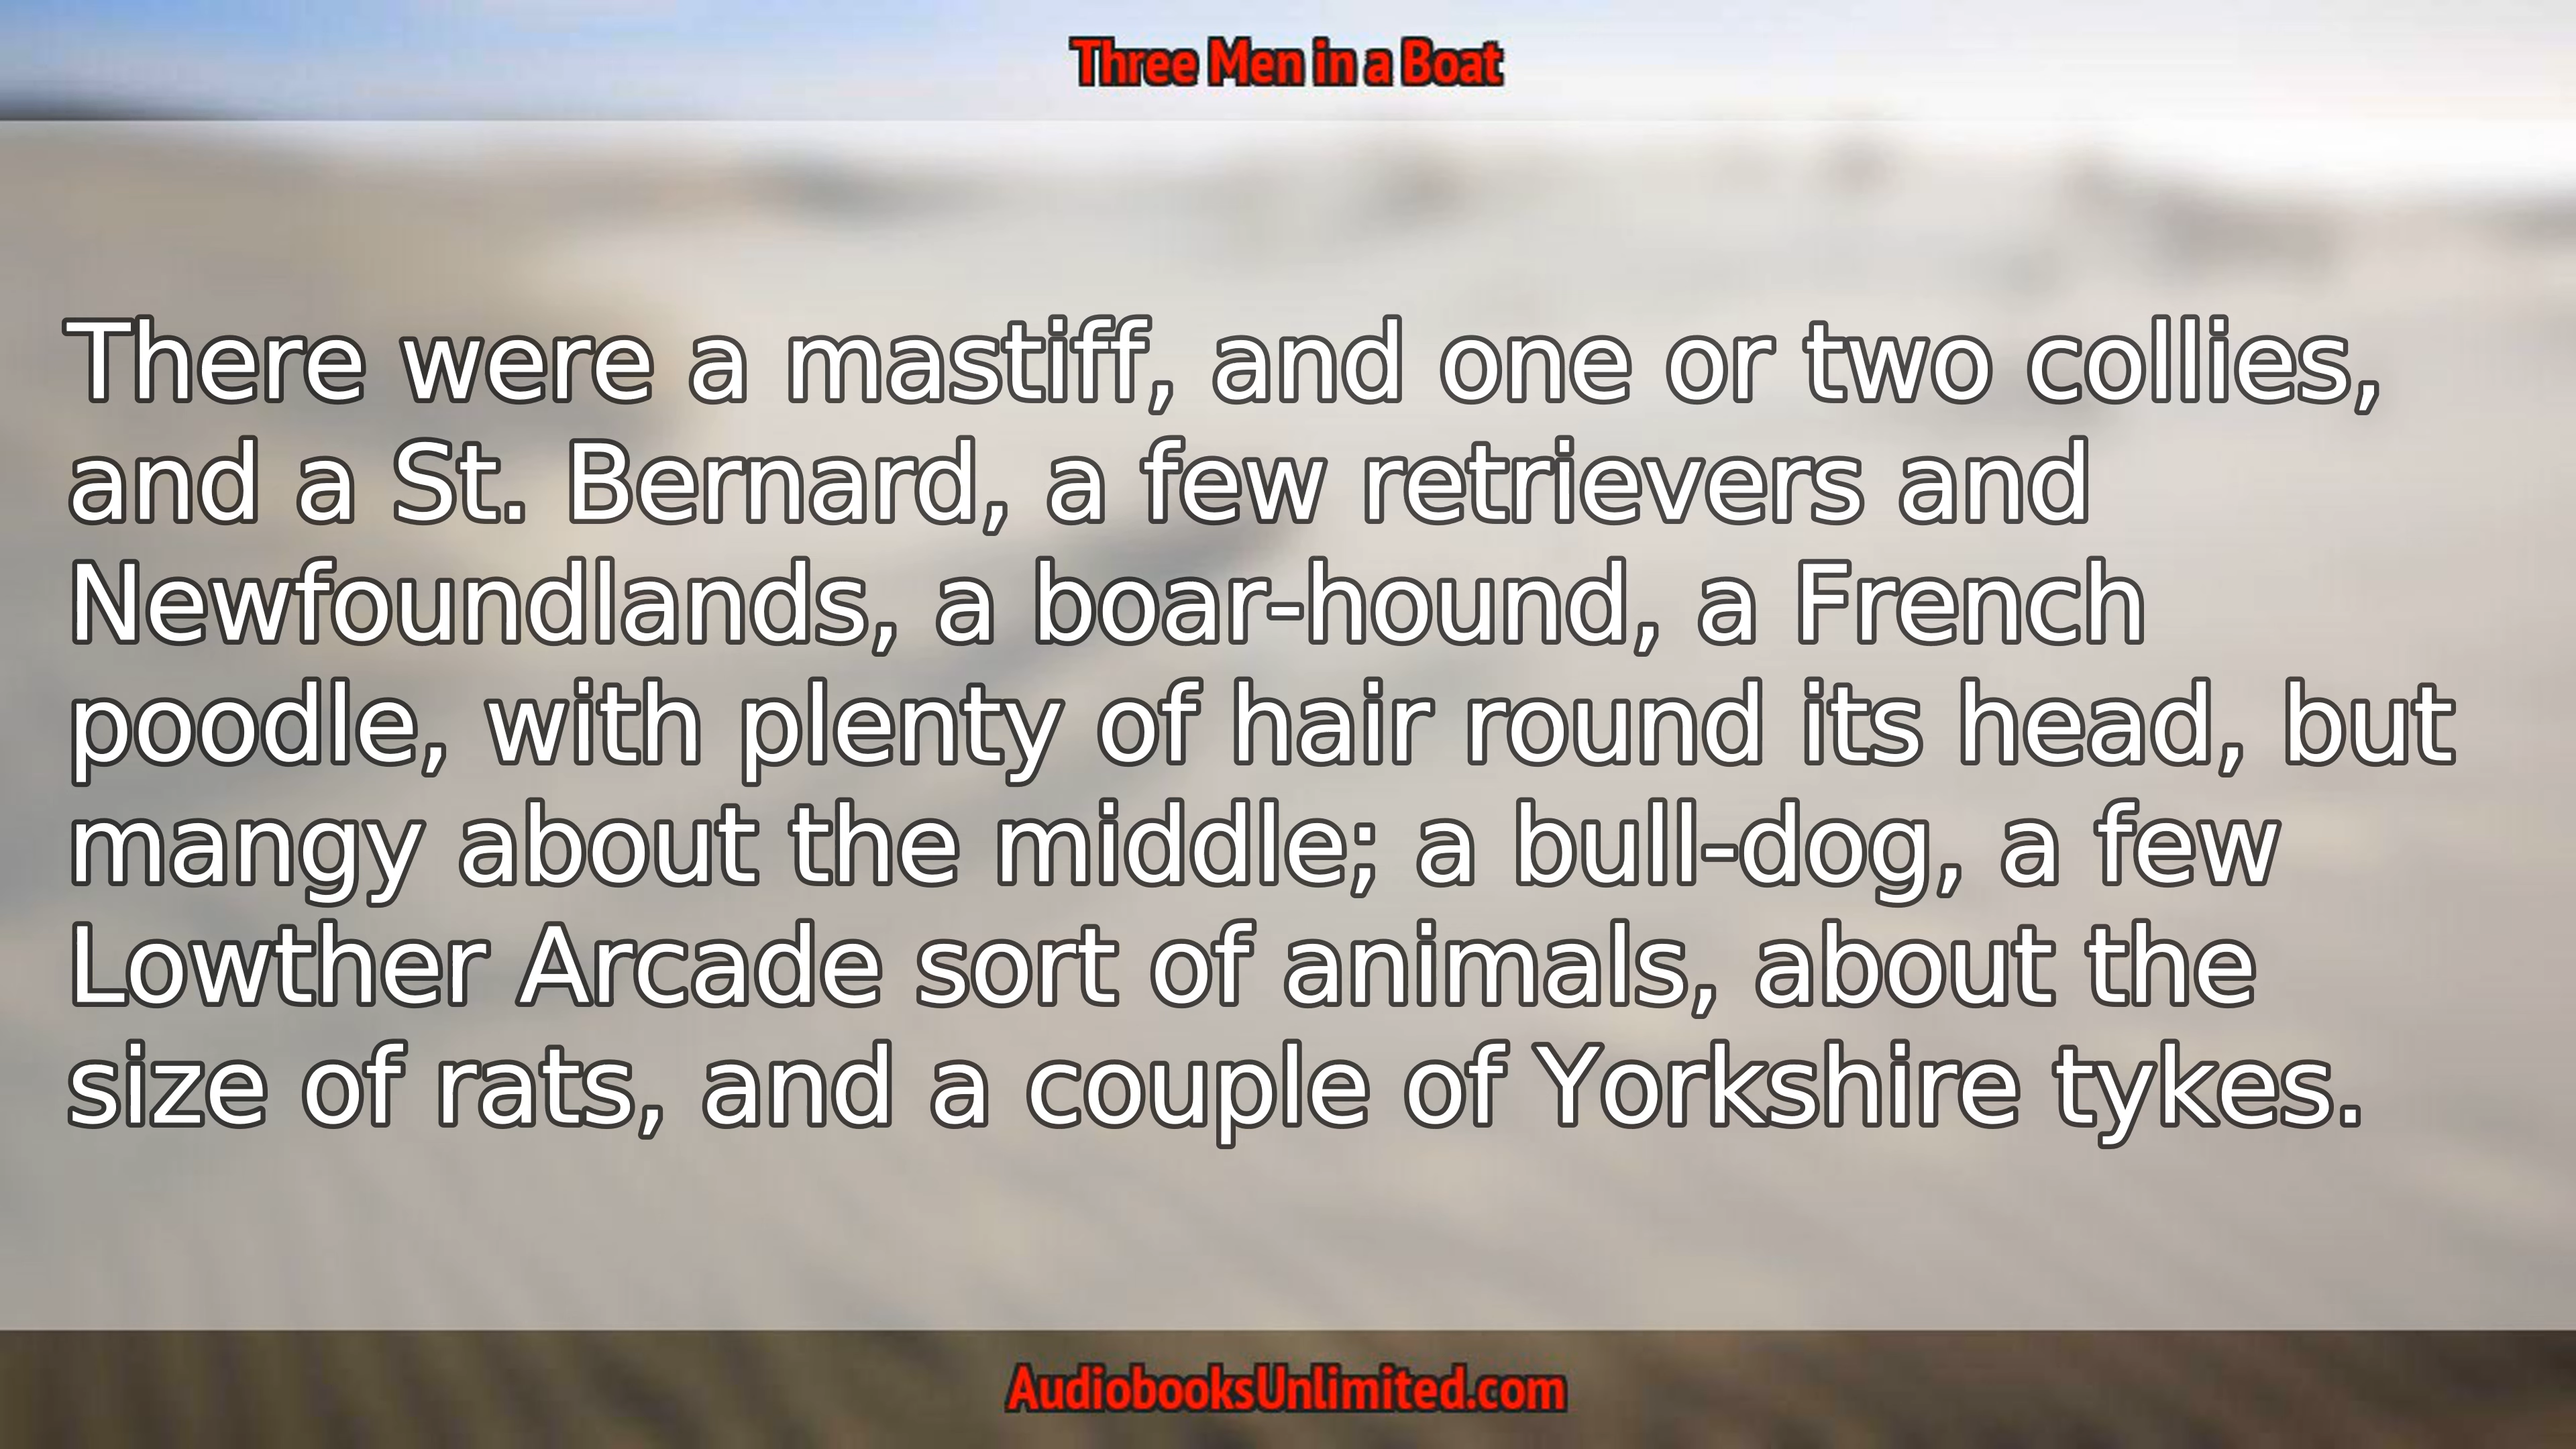 Three Men in a Boat
There were a mastiff, and one or two collies,
and a St. Bernard, a few retrievers and
Newfoundlands, a boar-hound, a French
poodle, with plenty of hair round its head, but
mangy about the middle; a bull-dog, a few
Lowther Arcade sort of animals, about the
size of rats, and a couple of Yorkshire tykes.
AudiobooksUnlimited.com